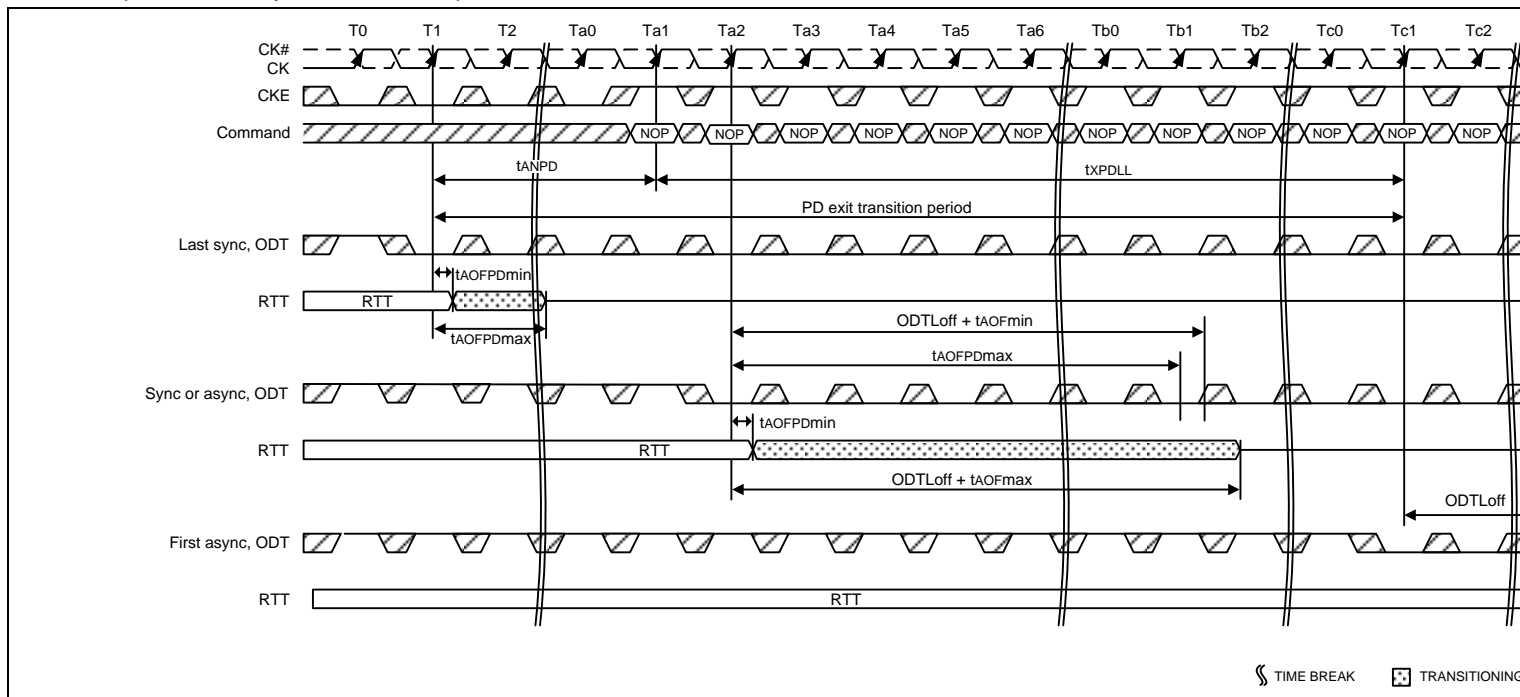 T0 T1 T2 Ta0 Ta1 Ta2 Ta3 Ta4 Ta5 Ta6 Tb0 Tb1 Tb2 Tc0 Tc1 Tc2
CK#
CK
CKE
Command NOP NOP NOP NOP NOP NOP NOP NOP NOP NOP NOP NOP
tANPD tXPDLL
PD exit transition period
Last sync, ODT
tAOFPDmin
RTT RTT
ODTLoff + tAOFmin
tAOFPDmax
tAOFPDmax
Sync or async, ODT
tAOFPDmin
RTT RTT
ODTLoff + tAOFmax
ODTLoff
First async, ODT
RTT RTT
TIME BREAK TRANSITIONING